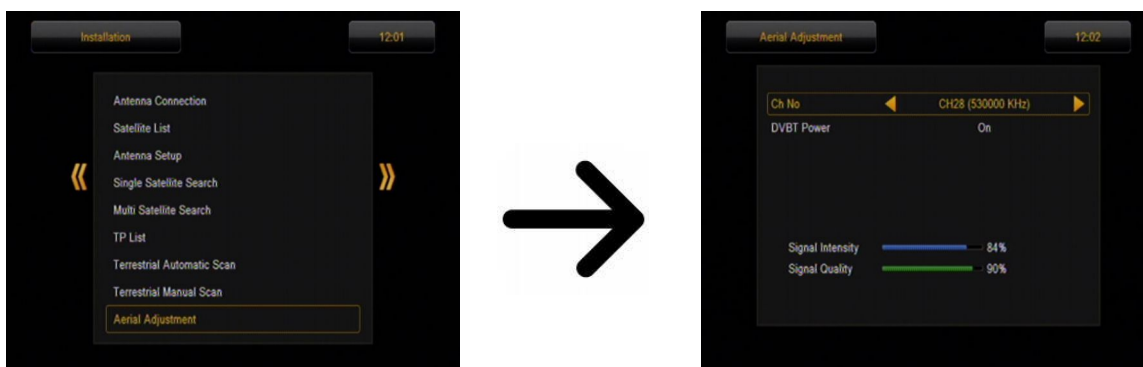 Installation
12:01
Antenna Connection
Satellite List
Antenna Setup
Single Satellite Search
Multi Satellite Search
TP List
Terrestrial Automatic Scan
Terrestrial Manual Scan
Aerial Adjustment
Aerial Adjustment
12:02
Ch No CH28 (530000 KHz)
DVBT Power On
Signal Intensity 84%
Signal Quality 90%